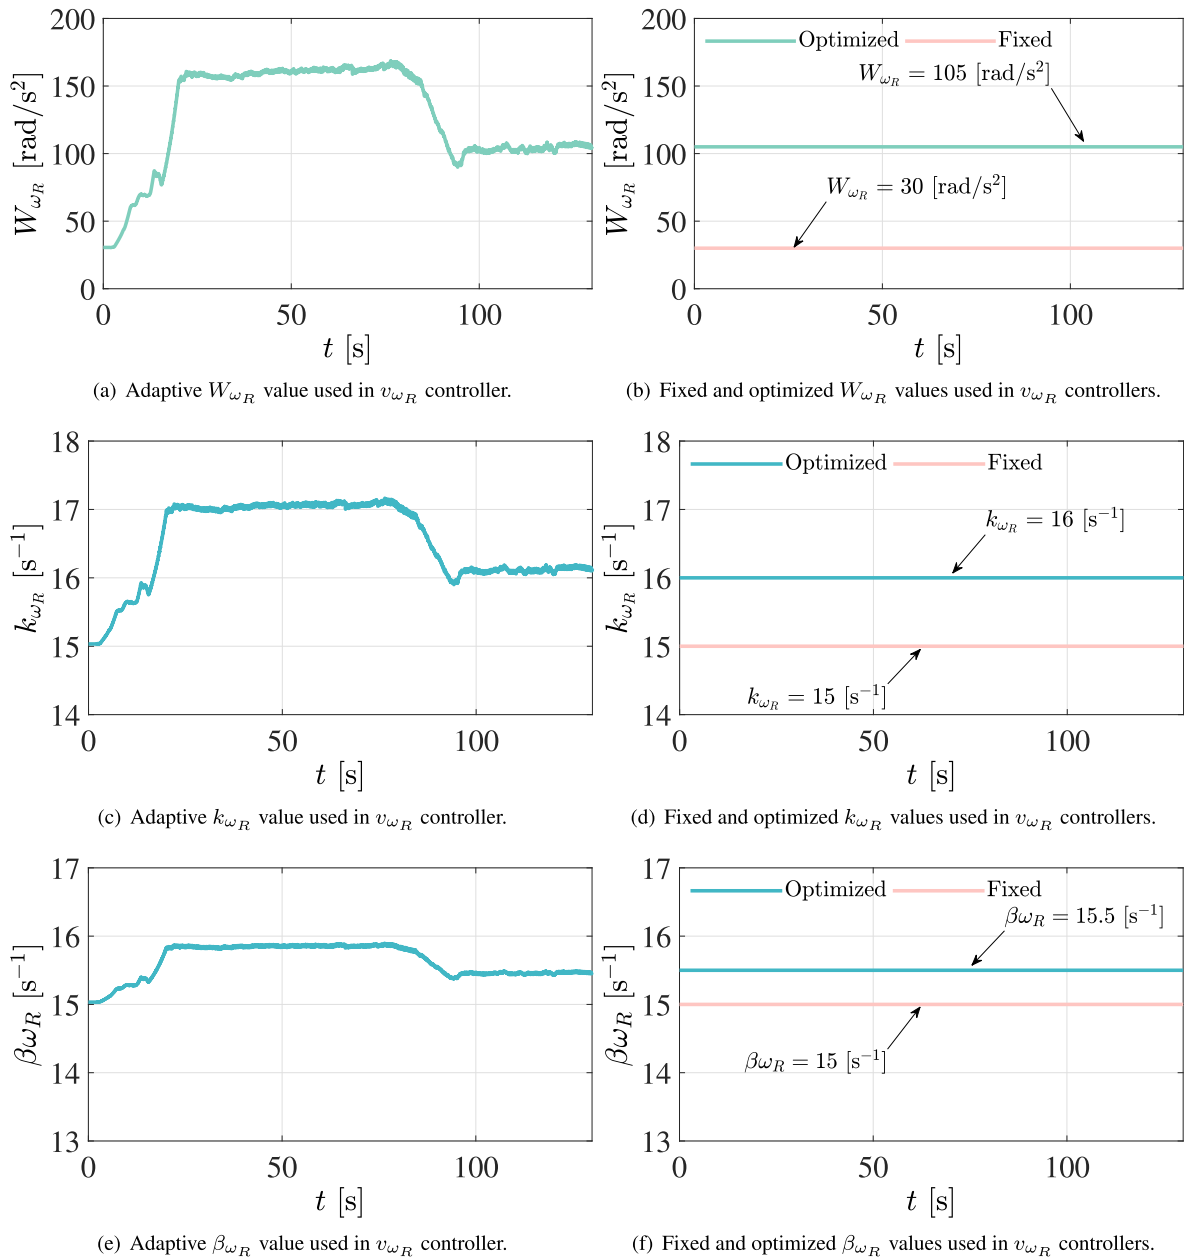 200
150
100
50
0
W_{ω_R} [rad/s²]
0 50 100
t [s]
(a) Adaptive W_{ω_R} value used in v_{ω_R} controller.
200
150
100
50
0
W_{ω_R} [rad/s²]
Optimized Fixed
W_{ω_R} = 105 [rad/s²]
W_{ω_R} = 30 [rad/s²]
0 50 100
t [s]
(b) Fixed and optimized W_{ω_R} values used in v_{ω_R} controllers.
18
17
16
15
14
k_{ω_R} [s⁻¹]
0 50 100
t [s]
(c) Adaptive k_{ω_R} value used in v_{ω_R} controller.
18
17
16
15
14
k_{ω_R} [s⁻¹]
Optimized Fixed
k_{ω_R} = 16 [s⁻¹]
k_{ω_R} = 15 [s⁻¹]
0 50 100
t [s]
(d) Fixed and optimized k_{ω_R} values used in v_{ω_R} controllers.
17
16
15
14
13
βω_R [s⁻¹]
0 50 100
t [s]
(e) Adaptive β_{ω_R} value used in v_{ω_R} controller.
17
16
15
14
13
βω_R [s⁻¹]
Optimized Fixed
βω_R = 15.5 [s⁻¹]
βω_R = 15 [s⁻¹]
0 50 100
t [s]
(f) Fixed and optimized β_{ω_R} values used in v_{ω_R} controllers.